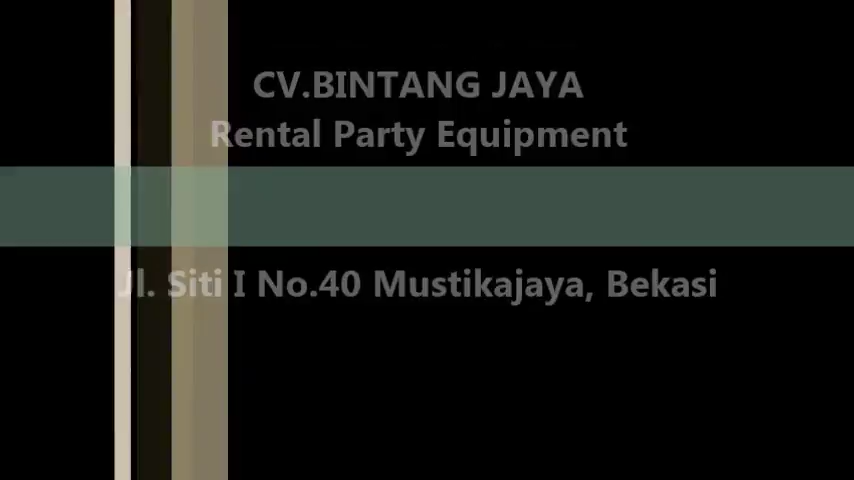 CV.BINTANG JAYA
Rental Party Equipment
Jl. Siti I No.40 Mustikajaya, Bekasi